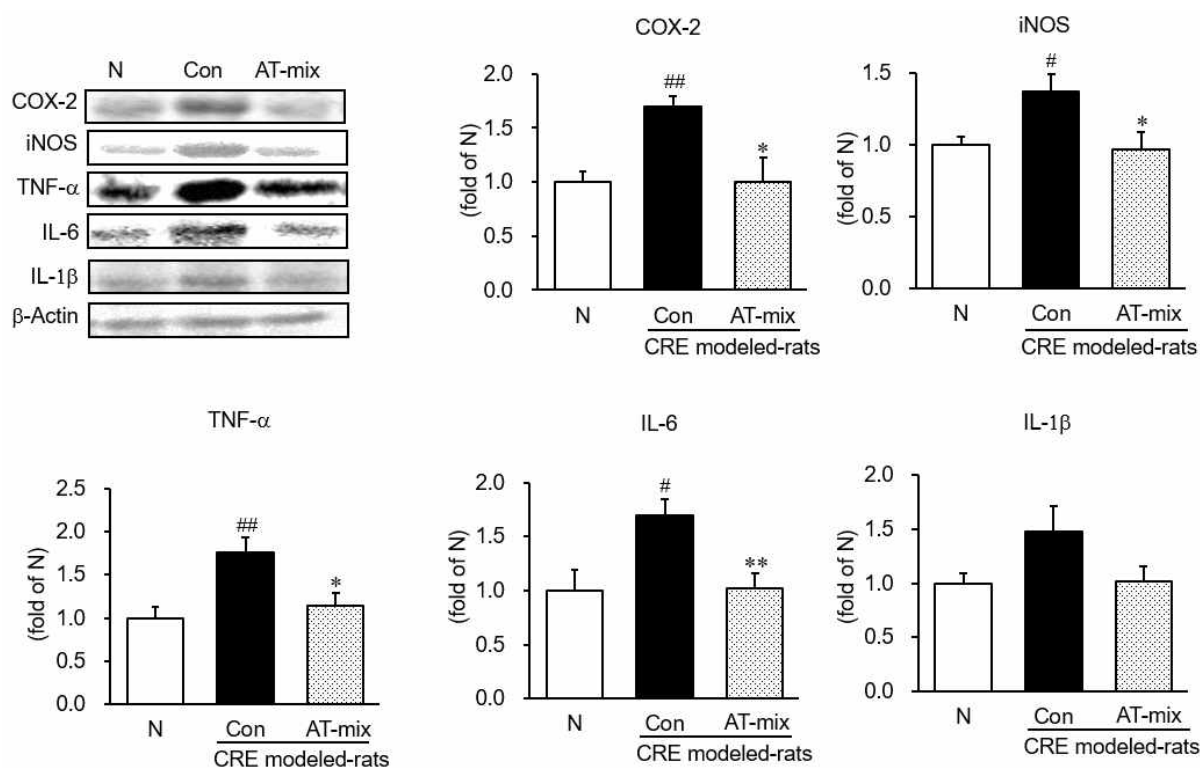 N Con AT-mix
COX-2
iNOS
TNF-α
IL-6
IL-1β
β-Actin
COX-2
(fold of N)
2.0
1.5
1.0
0.5
0.0
##
*
N Con AT-mix
CRE modeled-rats
iNOS
(fold of N)
1.5
1.0
0.5
0.0
#
*
N Con AT-mix
CRE modeled-rats
TNF-α
(fold of N)
2.5
2.0
1.5
1.0
0.5
0.0
##
*
N Con AT-mix
CRE modeled-rats
IL-6
(fold of N)
2.0
1.5
1.0
0.5
0.0
#
**
N Con AT-mix
CRE modeled-rats
IL-1β
(fold of N)
2.0
1.5
1.0
0.5
0.0
N Con AT-mix
CRE modeled-rats